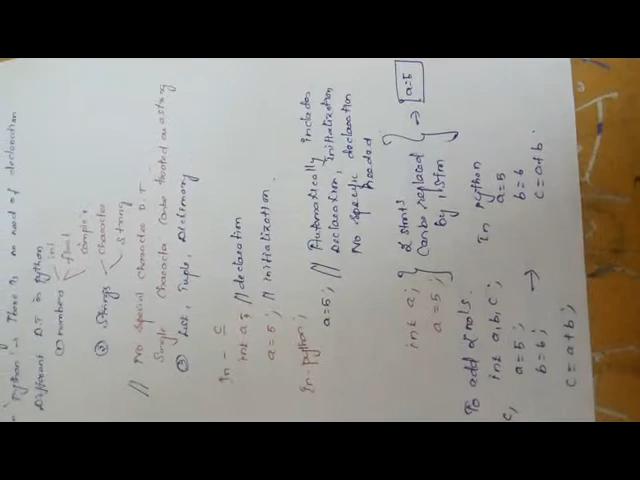 Python :- There is no need of declaration
Different D.T in python
① numbers
int
float
complex
② Strings
character
string
// No special character D.T
Single character can be treated as a string
③ List, Tuple, Dictionary
In - C
int a; // declaration
a = 5; // initialization.
In-python;
a=5; // Automatically includes
Declaration, initialization
No specific declaration
needed
int a; } 2 stmts
a = 5; } Can be replaced } → a=5
by 1 stm
To add 2 no's.
C,
int a,b,c;
a=5;
b=6;
c=a+b;
→
In python
a=5
b=6
c=a+b.